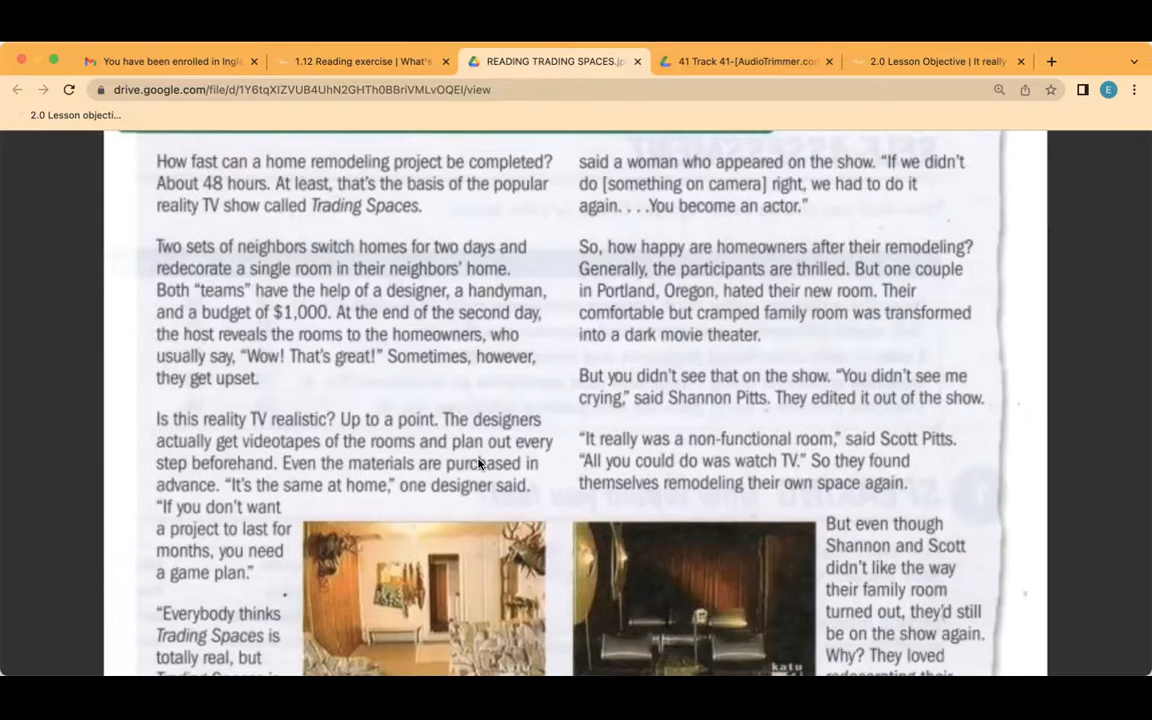 You have been enrolled in Ingl
1.12 Reading exercise | What's
READING TRADING SPACES.jp
41 Track 41-[AudioTrimmer.com
2.0 Lesson Objective | It really
drive.google.com/file/d/1Y6tqXIZVUB4UhN2GHTh0BBriVMLvOQEI/view
E
2.0 Lesson objecti...
How fast can a home remodeling project be completed?
About 48 hours. At least, that's the basis of the popular
reality TV show called Trading Spaces.
Two sets of neighbors switch homes for two days and
redecorate a single room in their neighbors' home.
Both “teams” have the help of a designer, a handyman,
and a budget of $1,000. At the end of the second day,
the host reveals the rooms to the homeowners, who
usually say, “Wow! That's great!” Sometimes, however,
they get upset.
Is this reality TV realistic? Up to a point. The designers
actually get videotapes of the rooms and plan out every
step beforehand. Even the materials are purchased in
advance. “It's the same at home,” one designer said.
“If you don't want
a project to last for
months, you need
a game plan.”
“Everybody thinks
Trading Spaces is
totally real, but
said a woman who appeared on the show. “If we didn't
do [something on camera] right, we had to do it
again. . . .You become an actor.”
So, how happy are homeowners after their remodeling?
Generally, the participants are thrilled. But one couple
in Portland, Oregon, hated their new room. Their
comfortable but cramped family room was transformed
into a dark movie theater.
But you didn't see that on the show. “You didn't see me
crying,” said Shannon Pitts. They edited it out of the show.
“It really was a non-functional room,” said Scott Pitts.
“All you could do was watch TV.” So they found
themselves remodeling their own space again.
But even though
Shannon and Scott
didn't like the way
their family room
turned out, they'd still
be on the show again.
Why? They loved
redecorating their
katu
katu